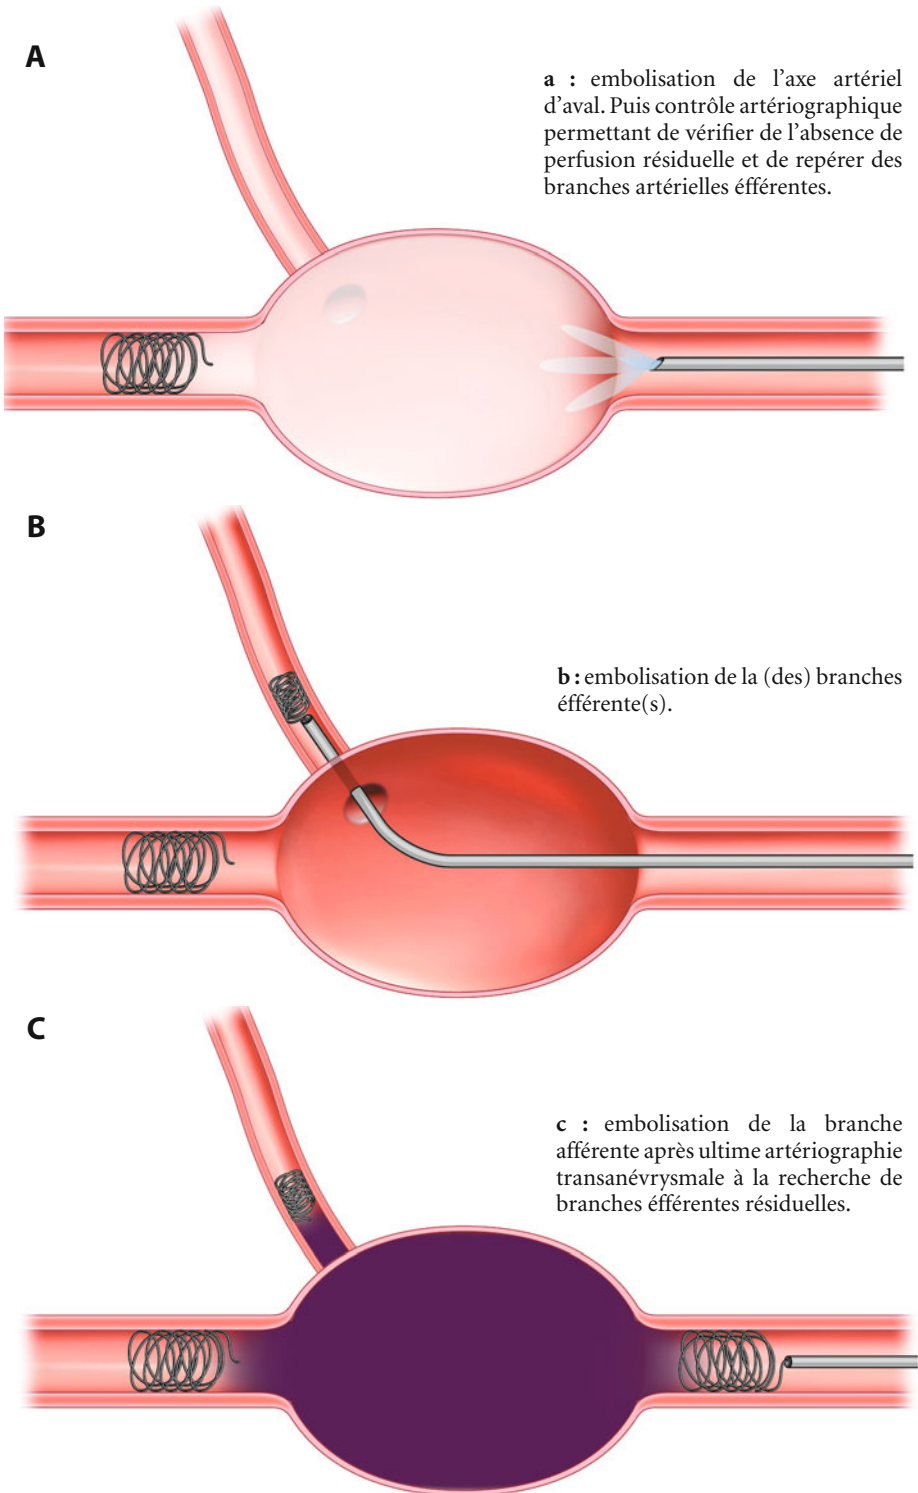 A
a : embolisation de l’axe artériel
d’aval. Puis contrôle artériographique
permettant de vérifier de l’absence de
perfusion résiduelle et de repérer des
branches artérielles éfférentes.
B
b : embolisation de la (des) branches
éfférente(s).
C
c : embolisation de la branche
afférente après ultime artériographie
transanévrysmale à la recherche de
branches éfférentes résiduelles.